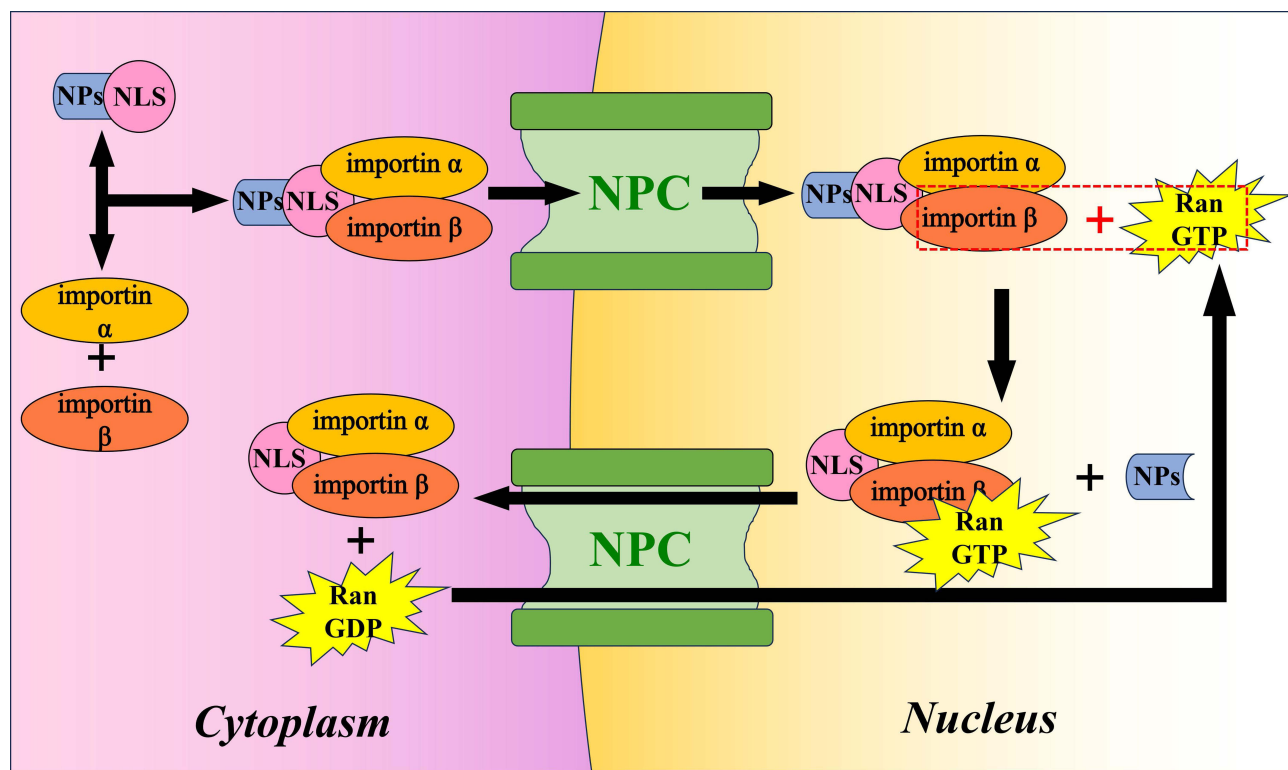 NPs NLS
importin α
NPs NLS
importin β
NPC
importin α
NPs NLS
importin β
+
Ran
GTP
importin
α
+
importin
β
importin α
NLS
importin β
+
Ran
GDP
NPC
importin α
NLS
importin β
Ran
GTP
+
NPs
Cytoplasm
Nucleus